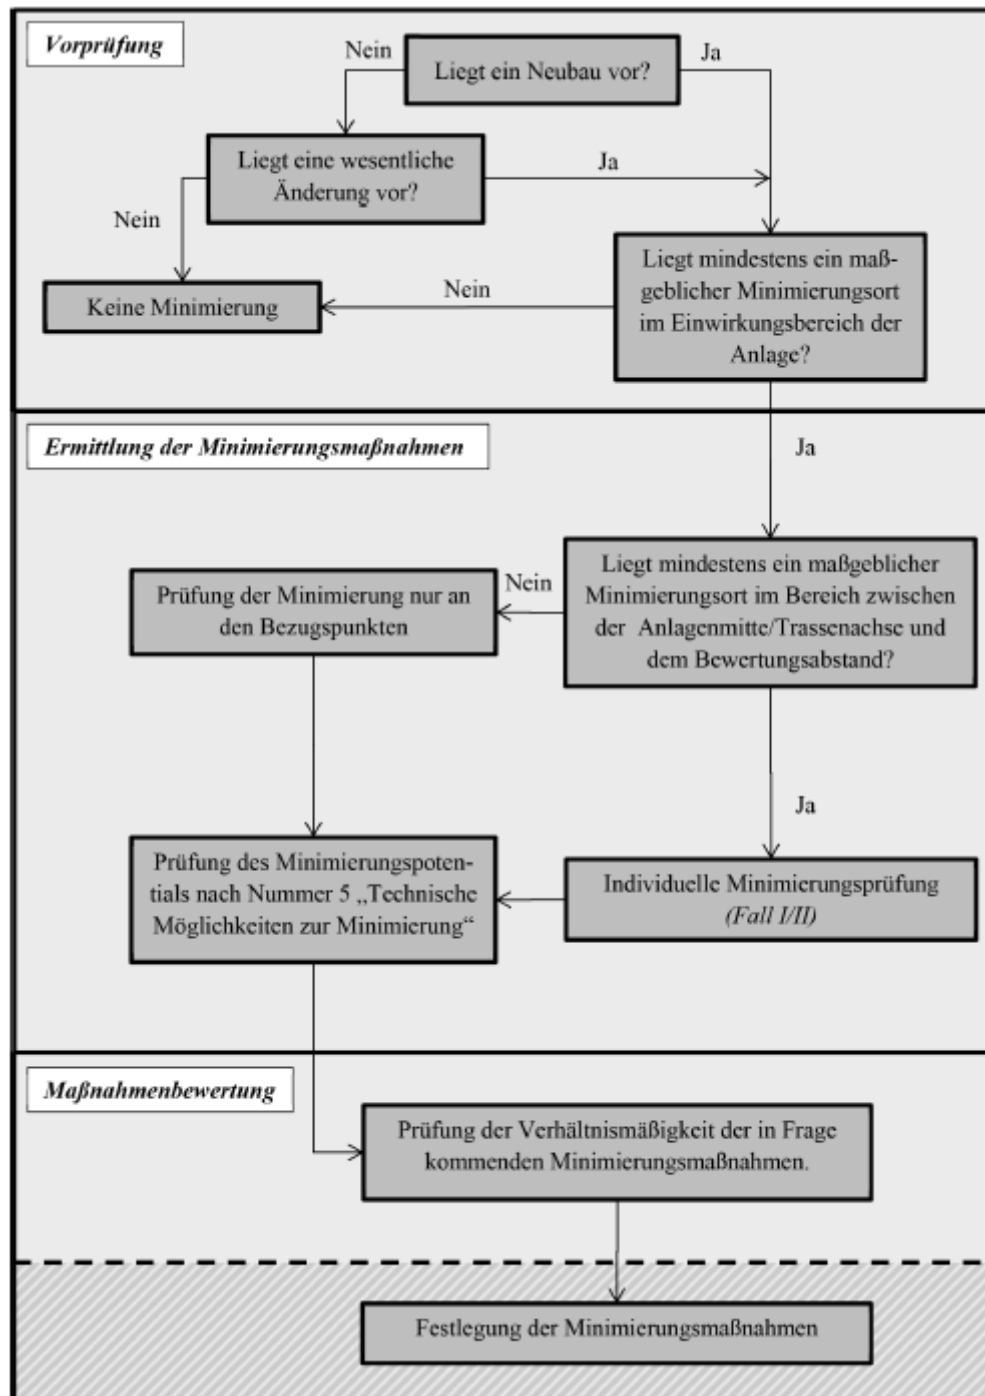 Vorprüfung
Nein
Liegt ein Neubau vor?
Ja
Liegt eine wesentliche
Änderung vor?
Ja
Nein
Liegt mindestens ein maß-
geblicher Minimierungsort
im Einwirkungsbereich der
Anlage?
Nein
Keine Minimierung
Ermittlung der Minimierungsmaßnahmen
Ja
Liegt mindestens ein maßgeblicher
Minimierungsort im Bereich zwischen
der Anlagenmitte/Trassenachse und
dem Bewertungsabstand?
Nein
Prüfung der Minimierung nur an
den Bezugspunkten
Ja
Prüfung des Minimierungspoten-
tials nach Nummer 5 „Technische
Möglichkeiten zur Minimierung“
Individuelle Minimierungsprüfung
(Fall I/II)
Maßnahmenbewertung
Prüfung der Verhältnismäßigkeit der in Frage
kommenden Minimierungsmaßnahmen.
Festlegung der Minimierungsmaßnahmen